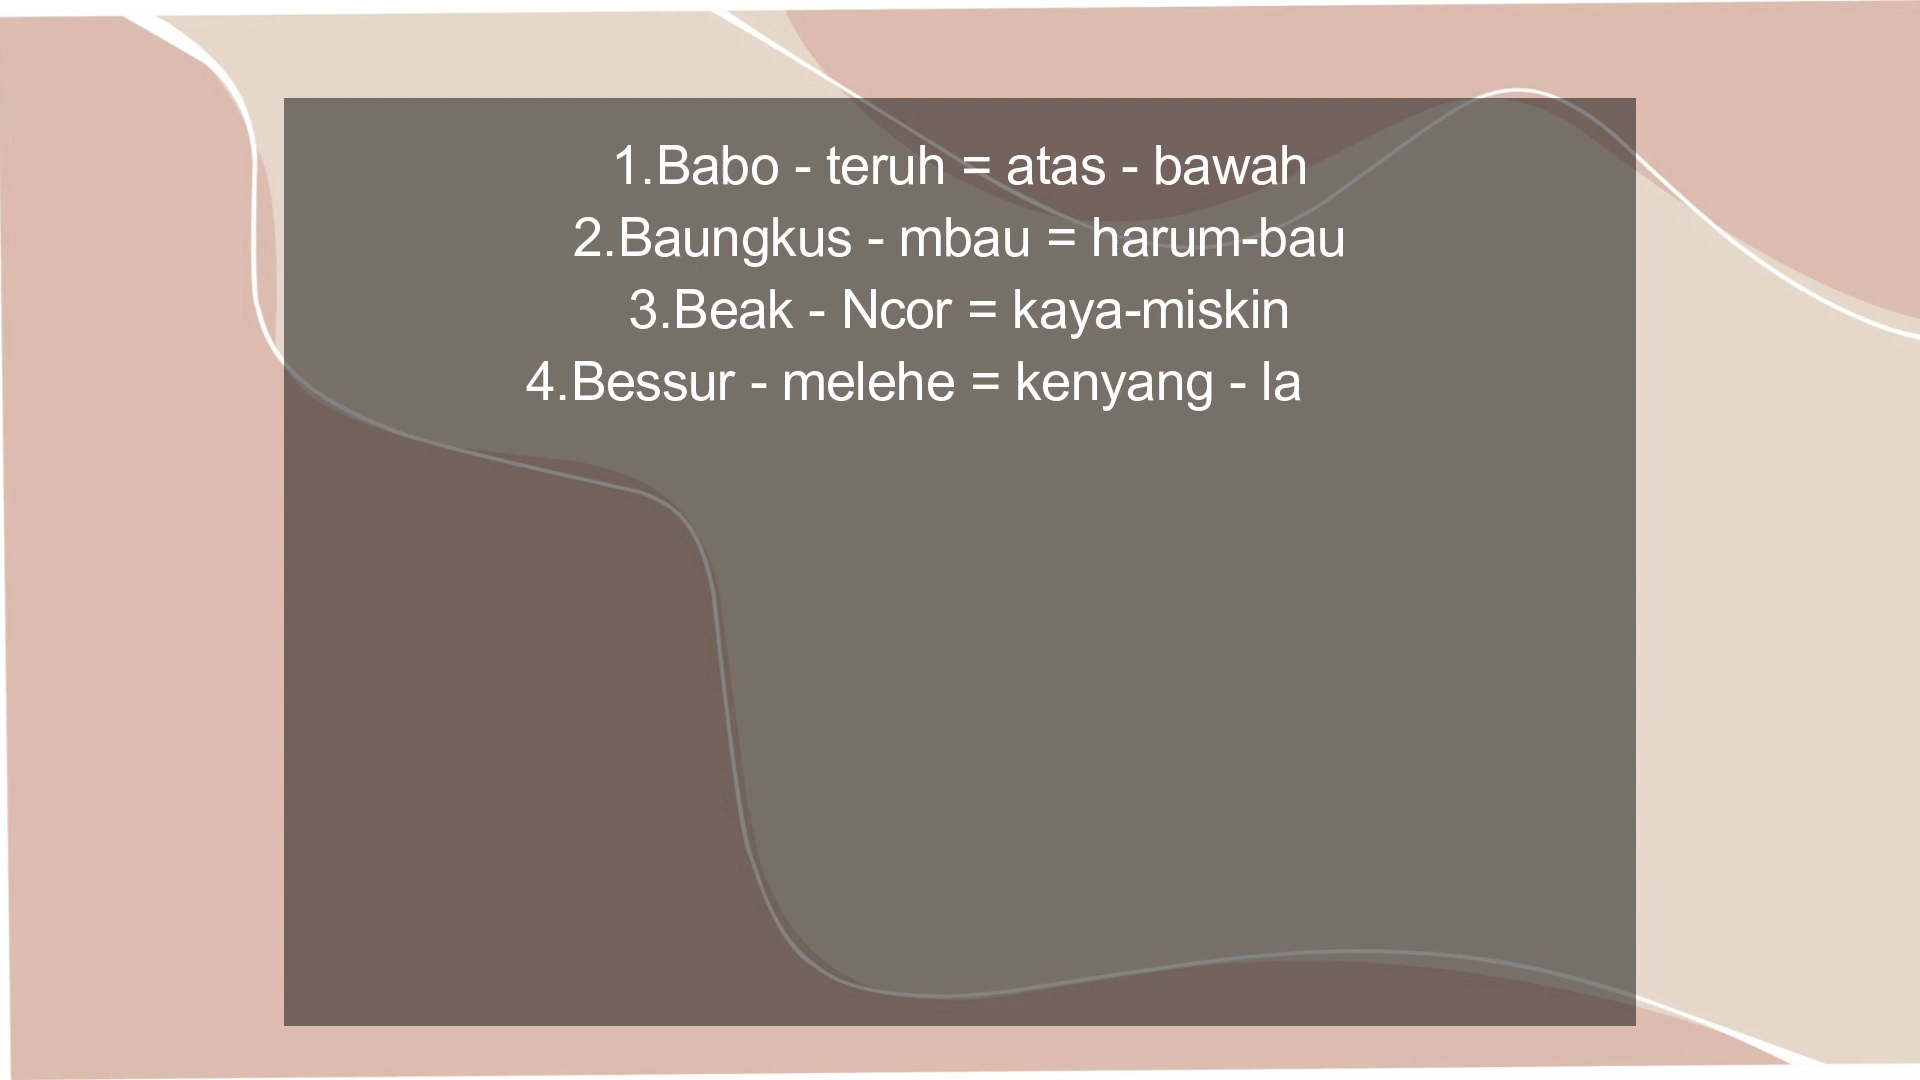 1.Babo - teruh = atas - bawah
2.Baungkus - mbau = harum-bau
3.Beak - Ncor = kaya-miskin
4.Bessur - melehe = kenyang - la